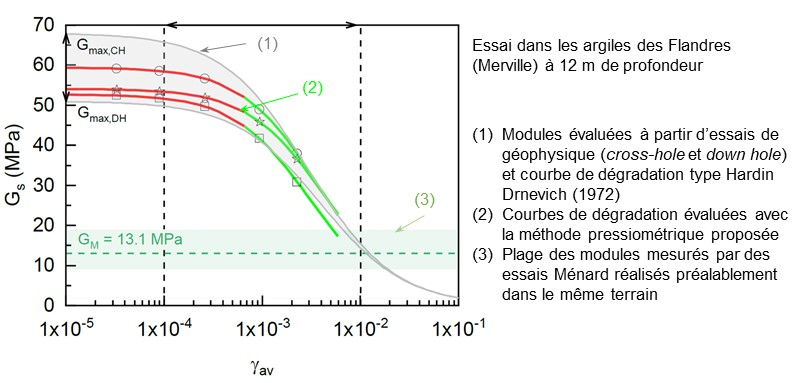 70
60
50
40
30
20
10
0
G_s (MPa)
G_max,CH
G_max,DH
(1)
(2)
(3)
G_M = 13.1 MPa
1x10^-5 1x10^-4 1x10^-3 1x10^-2 1x10^-1
γ_av
Essai dans les argiles des Flandres
(Merville) à 12 m de profondeur
(1) Modules évaluées à partir d’essais de
géophysique (cross-hole et down hole)
et courbe de dégradation type Hardin
Drnevich (1972)
(2) Courbes de dégradation évaluées avec
la méthode pressiométrique proposée
(3) Plage des modules mesurés par des
essais Ménard réalisés préalablement
dans le même terrain